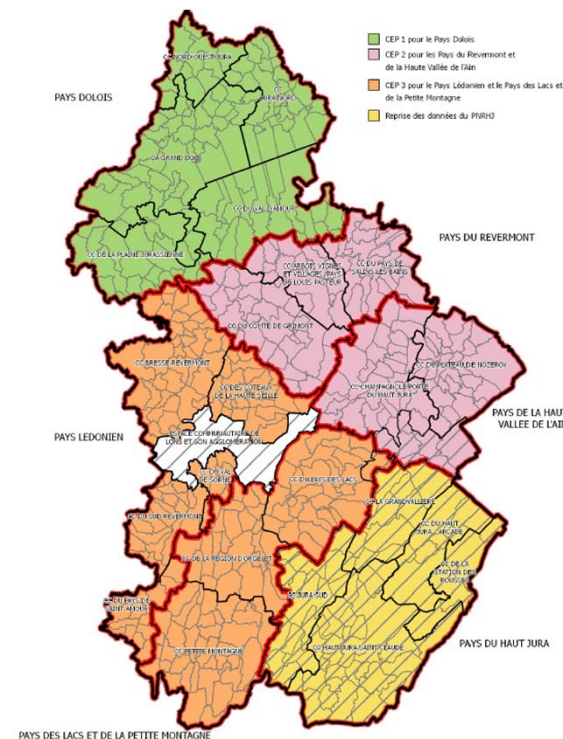 CEP 1 pour le Pays Dolois
CEP 2 pour les Pays du Revermont et
de la Haute Vallée de l'Ain
CEP 3 pour le Pays Lédonien et le Pays des Lacs et
de la Petite Montagne
Reprise des données du PNRHJ
PAYS DOLOIS
CC NORD OUEST JURA
CC
JURA NORD
CA GRAND DOLE
CC DU VAL D'AMOUR
CC DE LA PLAINE JURASSIENNE
PAYS DU REVERMONT
CC ARBOIS VIGNES
ET VILLAGES, PAYS
DE LOUIS PASTEUR
CC DU PAYS DE
SALINS LES BAINS
CC DU COMTE DE GRIMONT
CC BRESSE-REVERMONT
CC DES COTEAUX
DE LA HAUTE SEILLE
CC DU PLATEAU DE NOZEROY
CC CHAMPAGNOLE PORTE
DU HAUT JURA
PAYS DE LA HAUT
VALLEE DE L'AI
PAYS LEDONIEN
ESPACE COMMUNAUTAIRE DE
LONS ET SON AGGLOMERATION
CC DU VAL
DE SORNE
CC DU PAYS DES LACS
CC DU SUD REVERMONT
LA GRANDVALLIERE
CC DU HAUT
JURA ARCADE
CC DE LA REGION D'ORGELET
CC DE LA
STATION DES
ROUSSES
CC DU PAYS DE
SAINT AMOUR
JURA SUD
CC PETITE MONTAGNE
CC HAUT JURA SAINT CLAUDE
PAYS DU HAUT JURA
PAYS DES LACS ET DE LA PETITE MONTAGNE